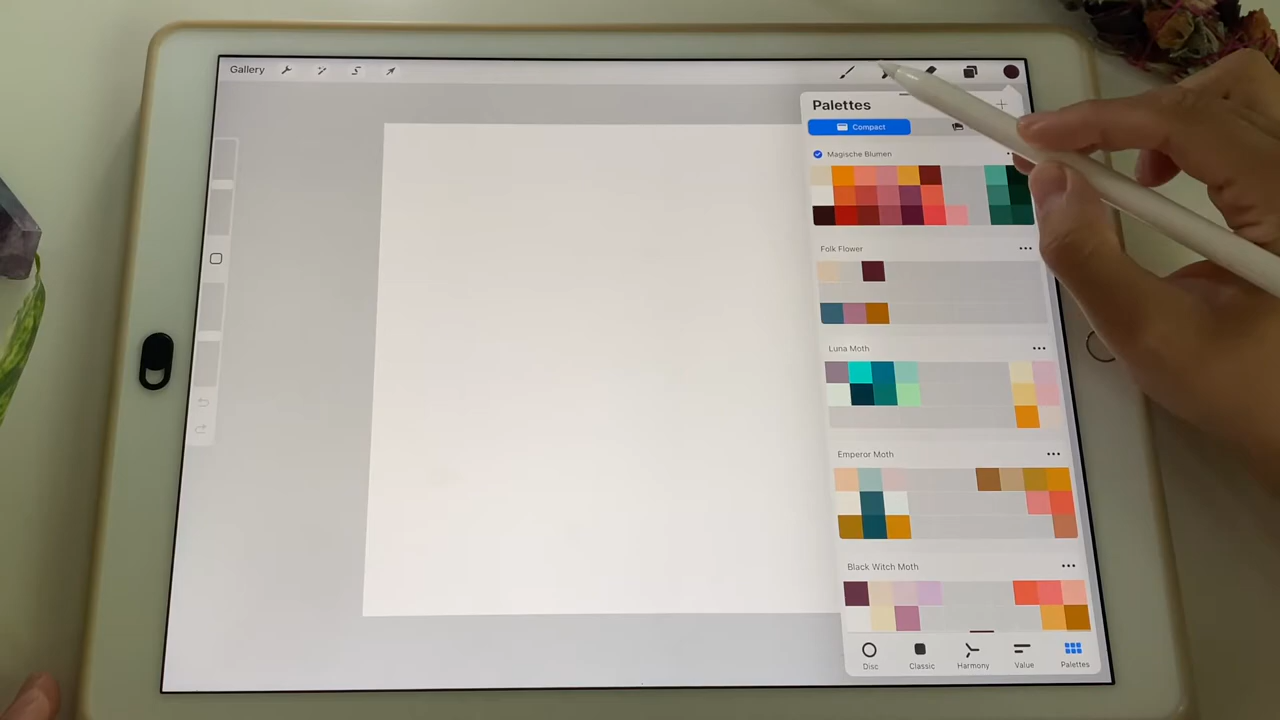 Gallery
Palettes
Compact
Magische Blumen
Folk Flower
Luna Moth
Emperor Moth
Black Witch Moth
Disc
Classic
Harmony
Value
Palettes